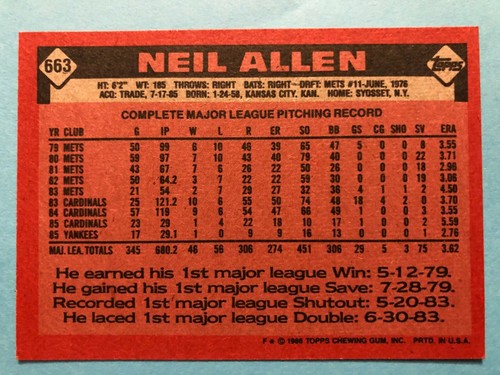 663
NEIL ALLEN
TOPPS
HT: 6'2" WT: 185 THROWS: RIGHT BATS: RIGHT DRFT: METS #11-JUNE, 1976
ACQ: TRADE, 7-17-85 BORN: 1-24-58, KANSAS CITY. KAN. HOME: SYOSSET, N.Y.
COMPLETE MAJOR LEAGUE PITCHING RECORD
YR CLUB G IP W L R ER SO BB GS CG SHO SV ERA
79 METS 50 99 6 10 46 39 65 47 5 0 0 8 3.55
80 METS 59 97 7 10 43 40 79 40 0 0 0 22 3.71
81 METS 43 67 7 6 26 22 50 26 0 0 0 18 2.96
82 METS 50 64.2 3 7 22 22 59 30 0 0 0 19 3.06
83 METS 21 54 2 7 29 27 32 36 4 1 1 2 4.50
83 CARDINALS 25 121.2 10 6 55 50 74 48 18 4 2 0 3.70
84 CARDINALS 57 119 9 6 54 47 66 49 1 0 0 3 3.55
85 CARDINALS 23 29 1 4 22 18 10 17 1 0 0 2 5.59
85 YANKEES 17 29.1 1 0 9 9 16 13 0 0 0 1 2.76
MAJ. LEA. TOTALS 345 680.2 46 56 306 274 451 306 29 5 3 75 3.62
He earned his 1st major league Win: 5-12-79.
He gained his 1st major league Save: 7-28-79.
Recorded 1st major league Shutout: 5-20-83.
He laced 1st major league Double: 6-30-83.
F* © 1986 TOPPS CHEWING GUM, INC. PRTD. IN U.S.A.